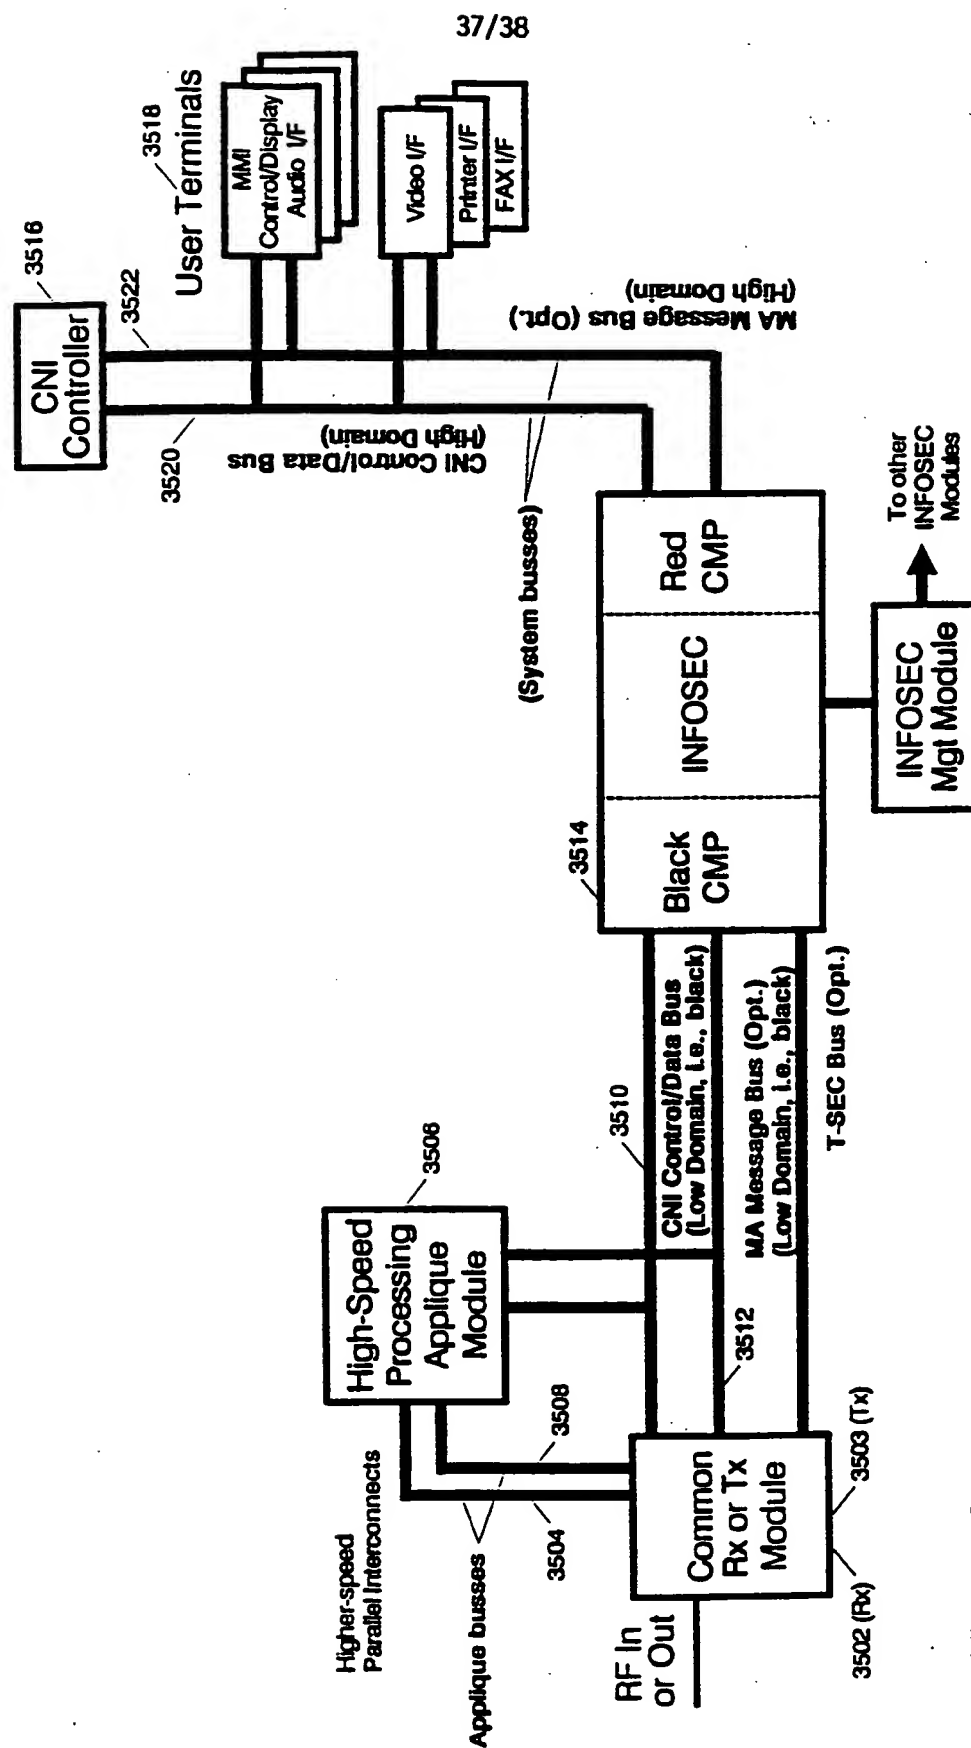 37/38
CNI
Controller
3516
3522
3520
User Terminals
3518
MMI
Control/Display
Audio I/F
Video I/F
Printer I/F
FAX I/F
CNI Control/Data Bus
(High Domain)
MA Message Bus (Opt.)
(High Domain)
(System busses)
Red
CMP
INFOSEC
Black
CMP
3514
INFOSEC
Mgt Module
To other
INFOSEC
Modules
CNI Control/Data Bus
(Low Domain, i.e., black)
3510
MA Message Bus (Opt.)
(Low Domain, i.e., black)
3512
T-SEC Bus (Opt.)
High-Speed
Processing
Applique
Module
3506
Higher-speed
Parallel Interconnects
Applique busses
3508
3504
Common
Rx or Tx
Module
3502 (Rx)
3503 (Tx)
RF In
or Out